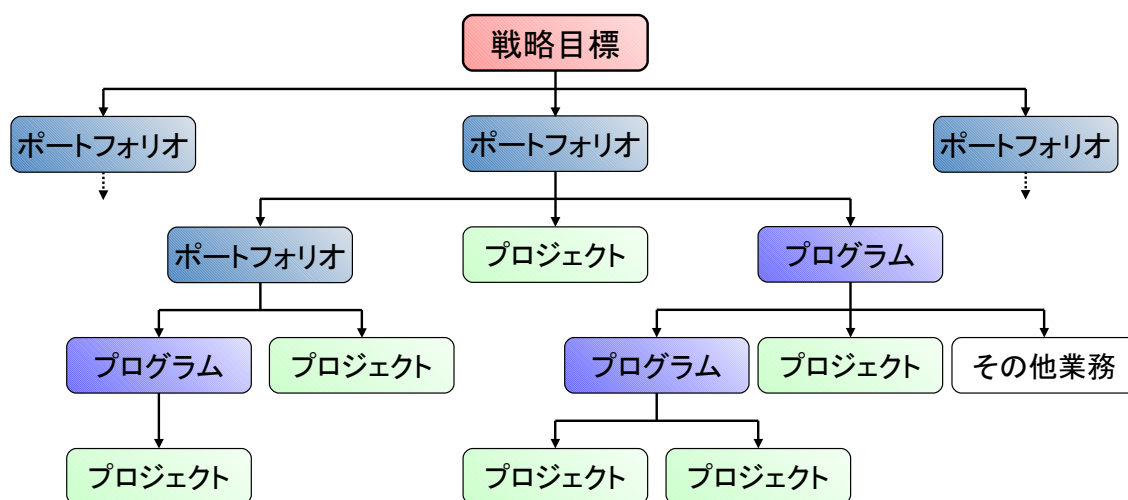 戦略目標
ポートフォリオ
ポートフォリオ
ポートフォリオ
ポートフォリオ
プロジェクト
プログラム
プログラム
プロジェクト
プログラム
プロジェクト
その他業務
プロジェクト
プロジェクト
プロジェクト